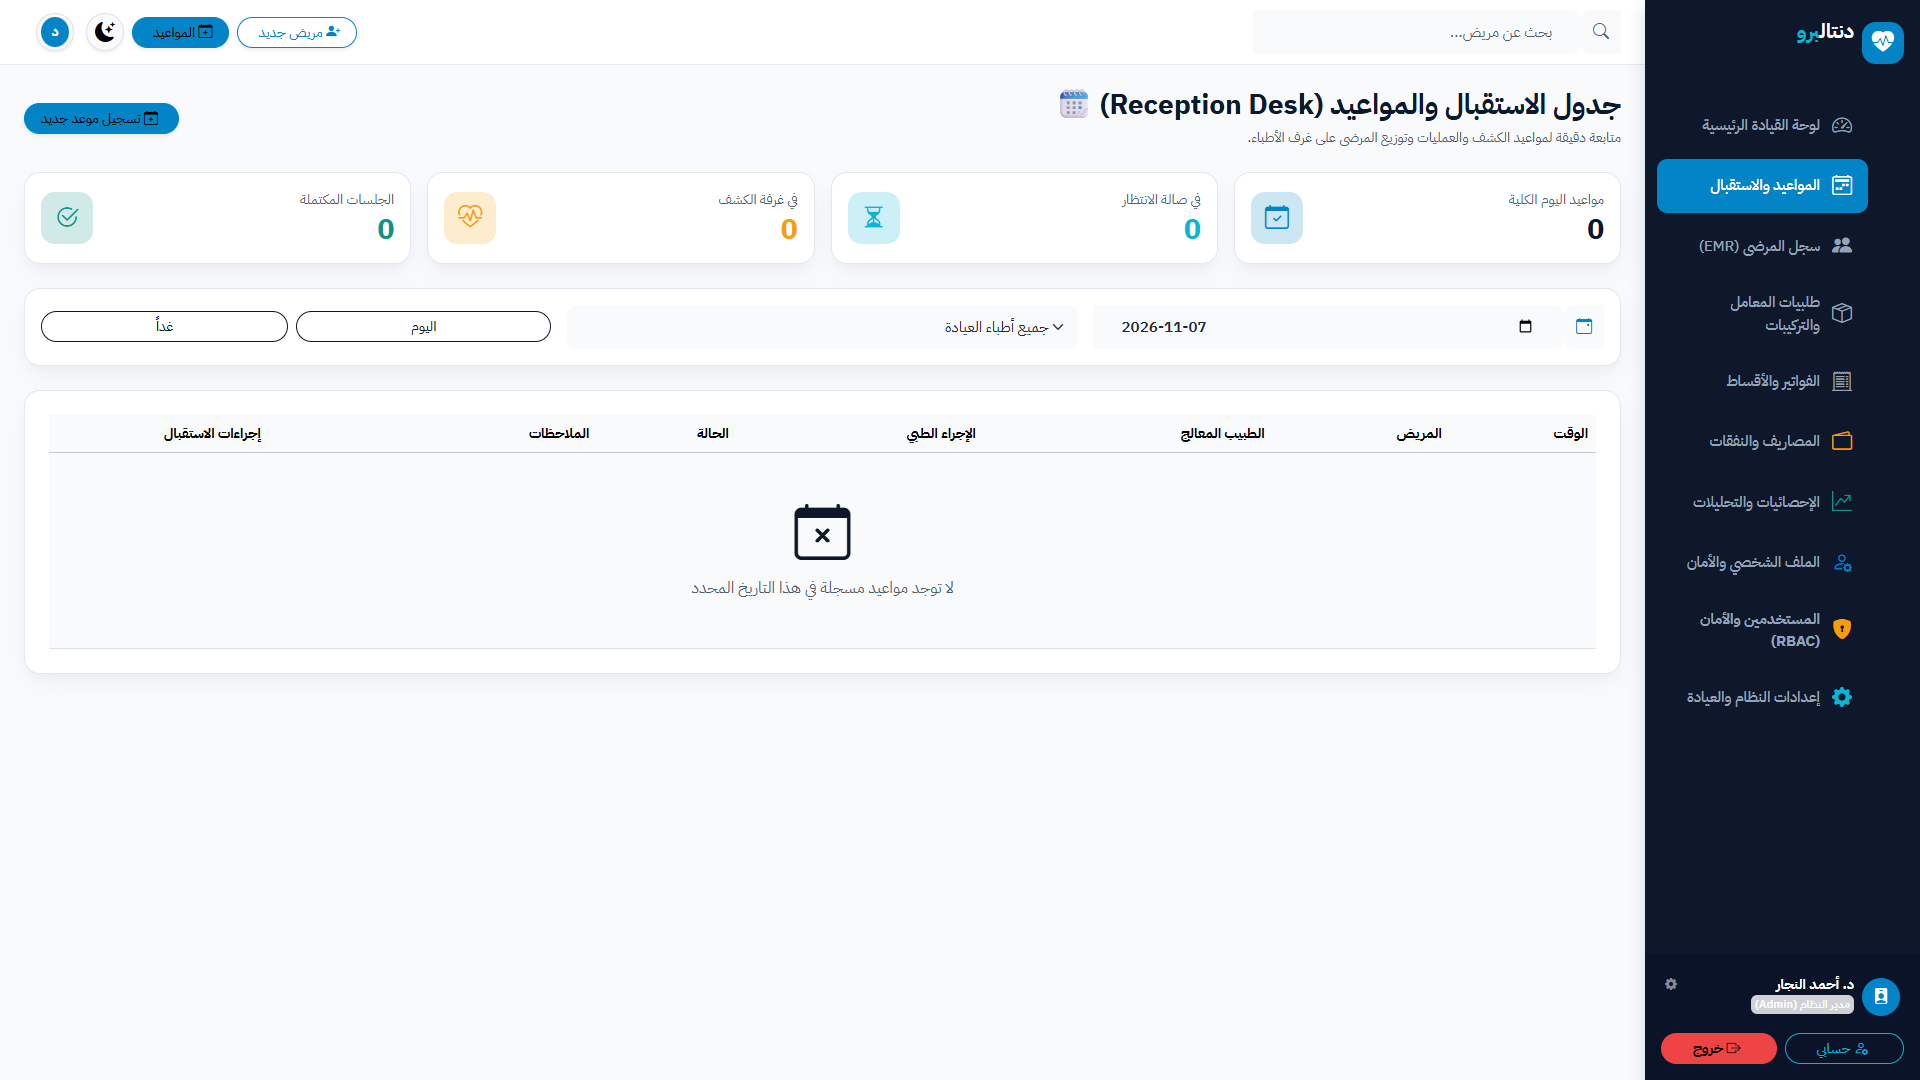 دنتالبرو
لوحة القيادة الرئيسية
المواعيد والاستقبال
سجل المرضى (EMR)
طلبيات المعامل
والتركيبات
الفواتير والأقساط
المصاريف والنفقات
الإحصائيات والتحليلات
الملف الشخصي والأمان
المستخدمين والأمان
(RBAC)
إعدادات النظام والعيادة
د. أحمد النجار
مدير النظام (Admin)
حسابي
خروج
بحث عن مريض...
مريض جديد
المواعيد
د
جدول الاستقبال والمواعيد (Reception Desk)
متابعة دقيقة لمواعيد الكشف والعمليات وتوزيع المرضى على غرف الأطباء.
تسجيل موعد جديد
مواعيد اليوم الكلية
0
في صالة الانتظار
0
في غرفة الكشف
0
الجلسات المكتملة
0
2026-11-07
جميع أطباء العيادة
اليوم
غداً
الوقت المريض الطبيب المعالج الإجراء الطبي الحالة الملاحظات إجراءات الاستقبال
لا توجد مواعيد مسجلة في هذا التاريخ المحدد